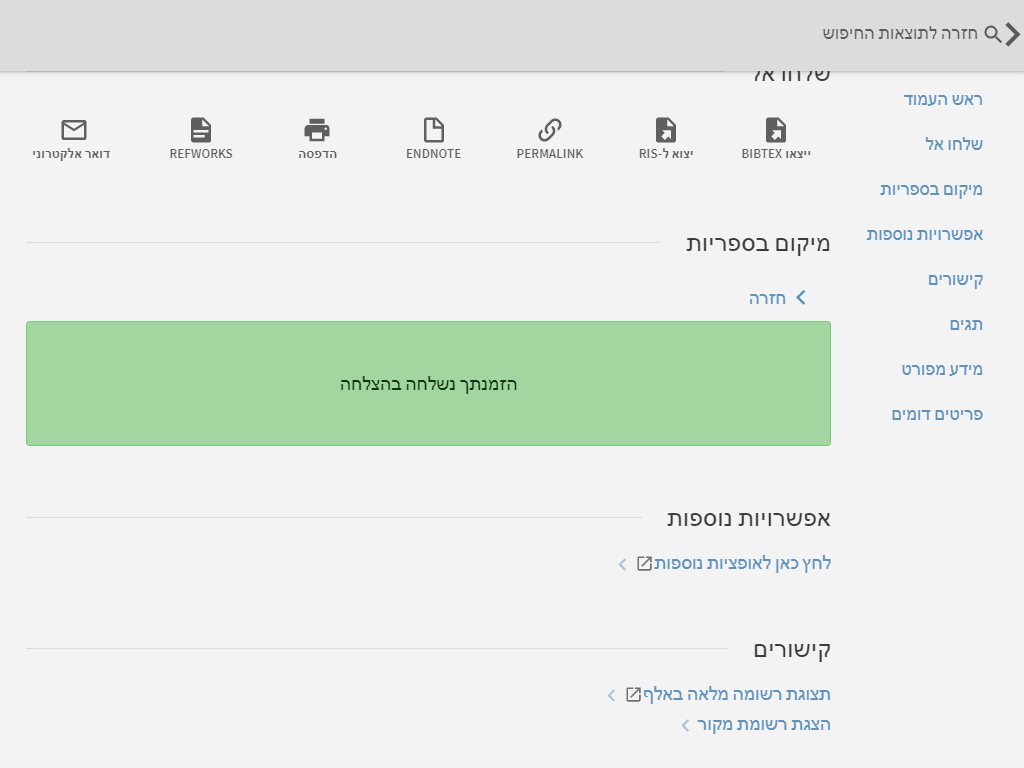 חזרה לתוצאות החיפוש
ראש העמוד
שלחו אל
מיקום בספריות
אפשרויות נוספות
קישורים
תגים
מידע מפורט
פריטים דומים
שלחו אל
ייצאו BIBTEX
יצוא ל-RIS
PERMALINK
ENDNOTE
הדפסה
REFWORKS
דואר אלקטרוני
מיקום בספריות
חזרה
הזמנתך נשלחה בהצלחה
אפשרויות נוספות
לחץ כאן לאופציות נוספות
קישורים
תצוגת רשומה מלאה באלף
הצגת רשומת מקור